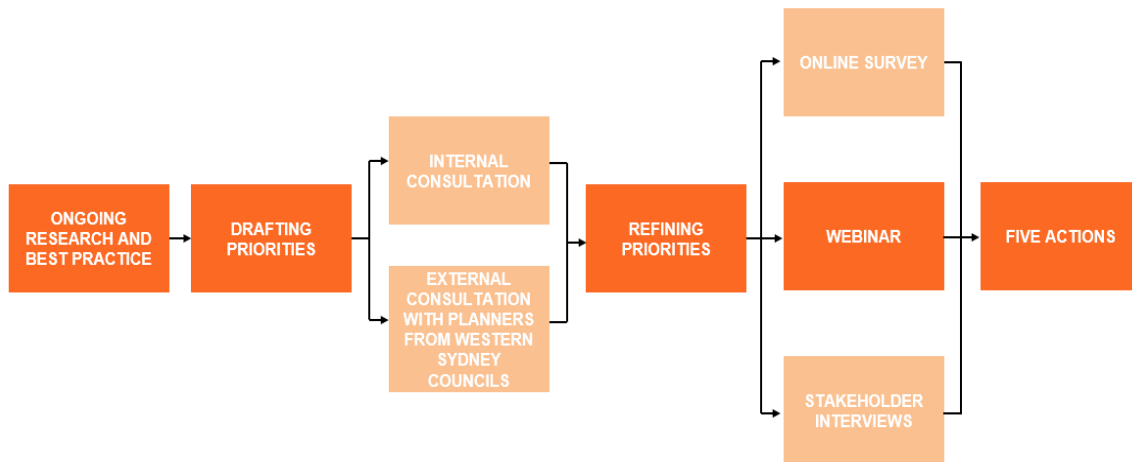 ONGOING
RESEARCH AND
BEST PRACTICE
DRAFTING
PRIORITIES
INTERNAL
CONSULTATION
EXTERNAL
CONSULTATION
WITH PLANNERS
FROM WESTERN
SYDNEY
COUNCILS
REFINING
PRIORITIES
ONLINE SURVEY
WEBINAR
STAKEHOLDER
INTERVIEWS
FIVE ACTIONS